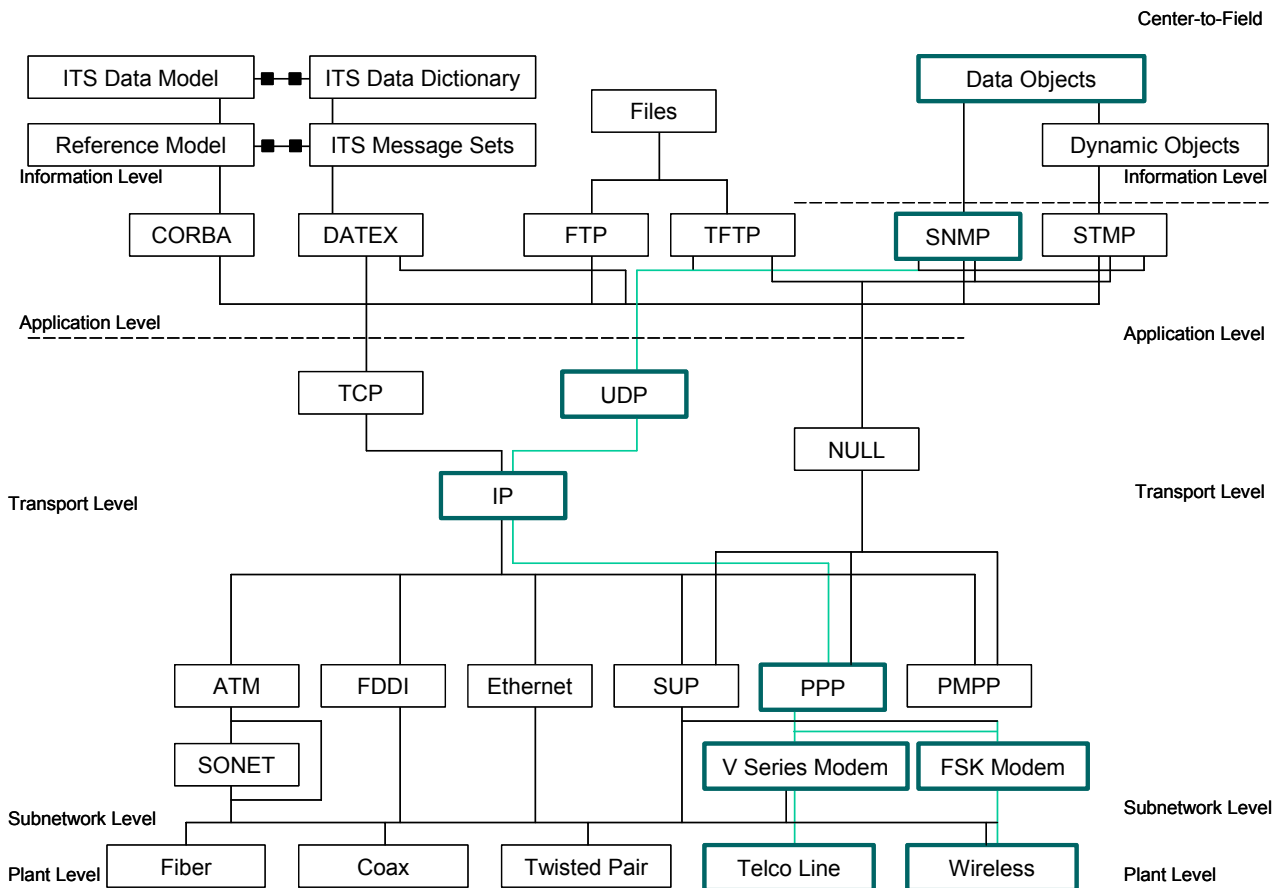 Center-to-Field
ITS Data Model
ITS Data Dictionary
Data Objects
Files
Reference Model
ITS Message Sets
Dynamic Objects
Information Level
Information Level
CORBA
DATEX
FTP
TFTP
SNMP
STMP
Application Level
Application Level
TCP
UDP
NULL
IP
Transport Level
Transport Level
ATM
FDDI
Ethernet
SUP
PPP
PMPP
SONET
V Series Modem
FSK Modem
Subnetwork Level
Subnetwork Level
Fiber
Coax
Twisted Pair
Telco Line
Wireless
Plant Level
Plant Level